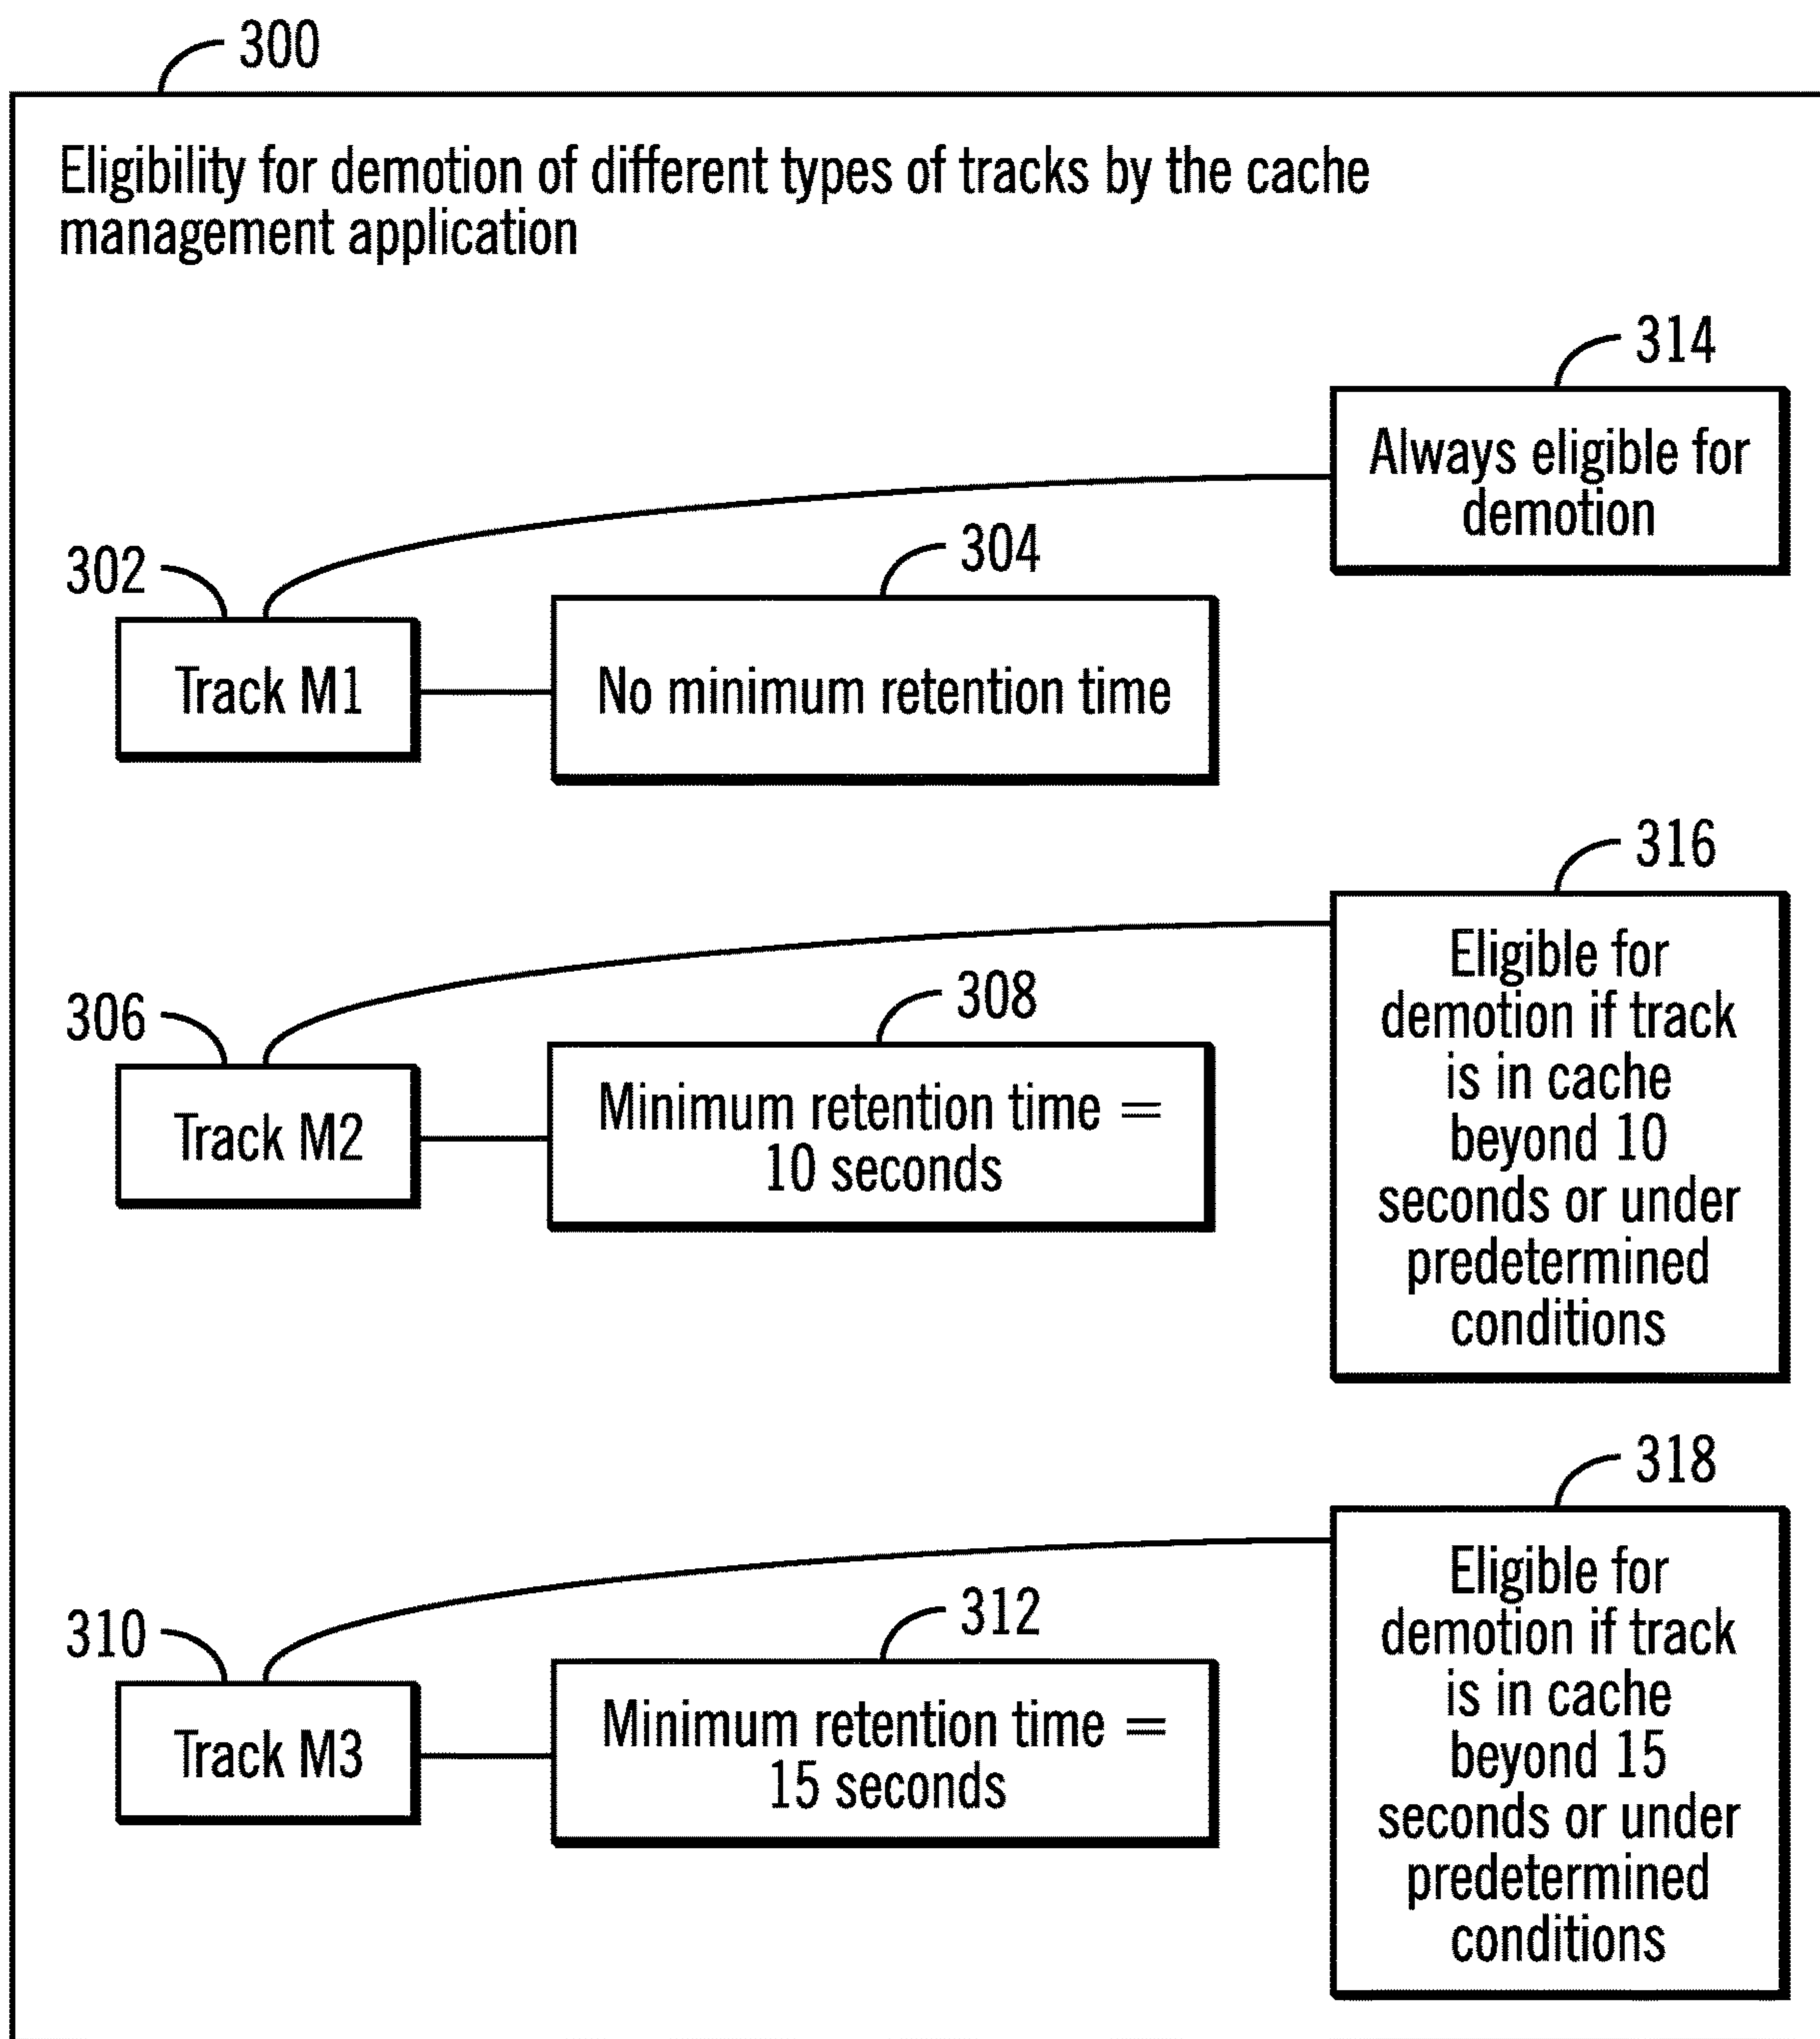 300
Eligibility for demotion of different types of tracks by the cache
management application
314
Always eligible for
demotion
302
304
Track M1
No minimum retention time
316
Eligible for
demotion if track
is in cache
beyond 10
seconds or under
predetermined
conditions
306
308
Track M2
Minimum retention time =
10 seconds
318
Eligible for
demotion if track
is in cache
beyond 15
seconds or under
predetermined
conditions
310
312
Track M3
Minimum retention time =
15 seconds